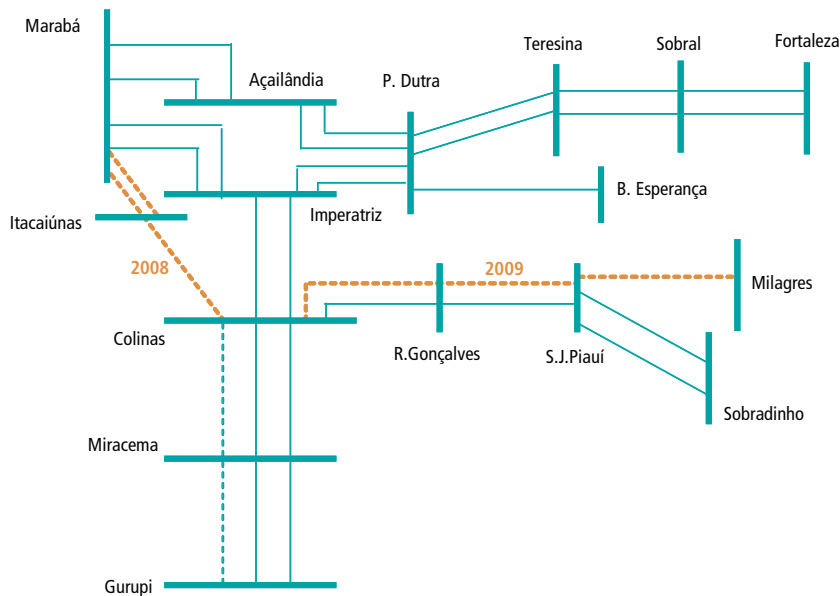 Marabá
Açailândia
P. Dutra
Teresina
Sobral
Fortaleza
B. Esperança
Imperatriz
Itacaiúnas
2008
2009
Milagres
Colinas
R.Gonçalves
S.J.Piauí
Sobradinho
Miracema
Gurupi